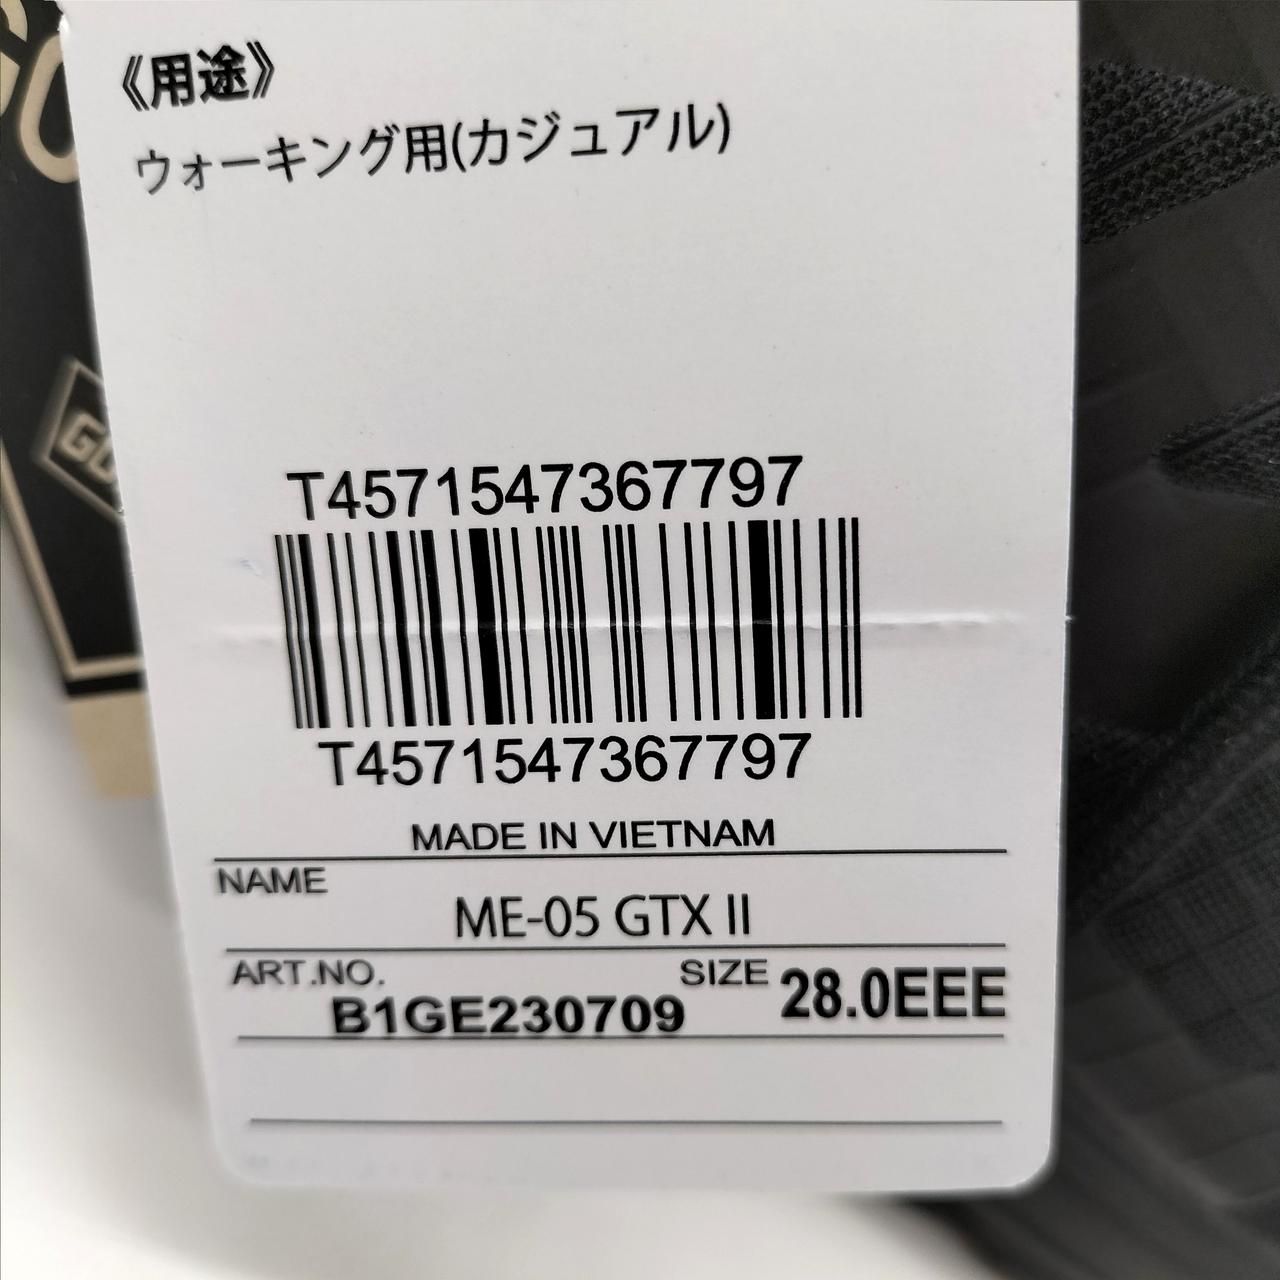 《用途》
ウォーキング用(カジュアル)
T4571547367797
T4571547367797
MADE IN VIETNAM
NAME
ME-05 GTX II
ART.NO.
SIZE
B1GE230709
28.0EEE